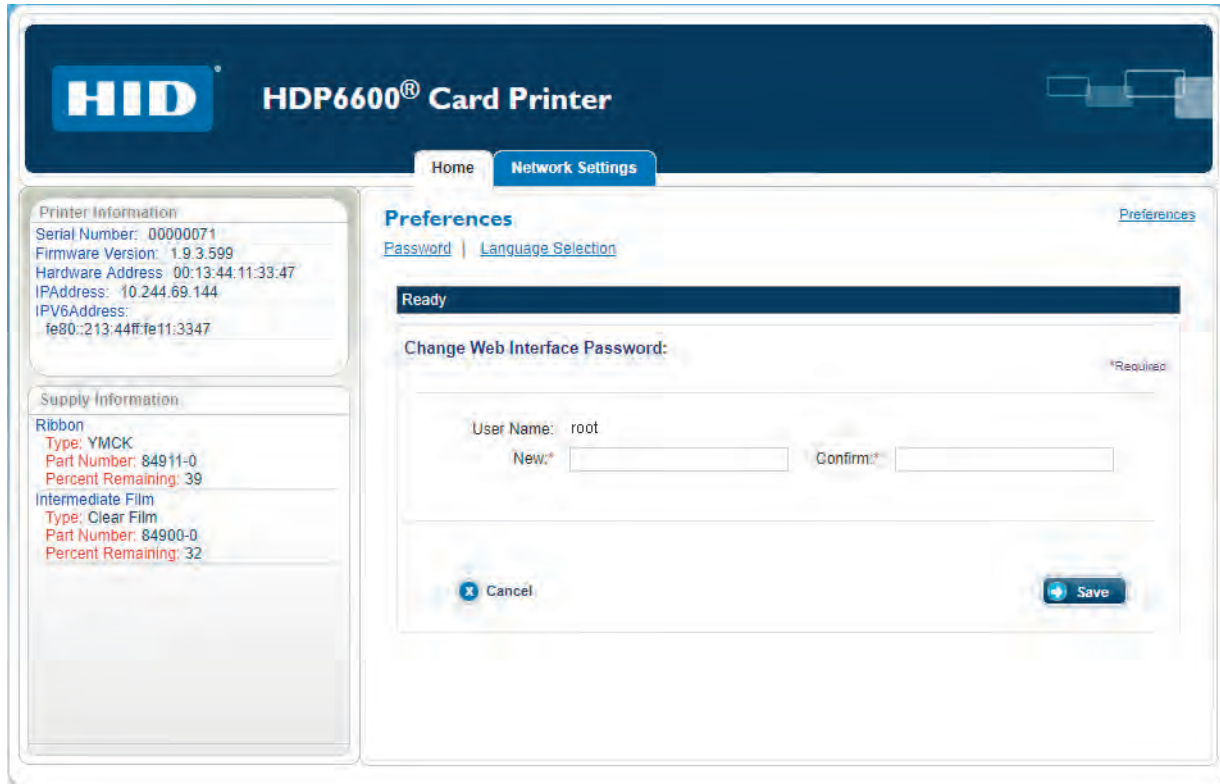 HID
HDP6600® Card Printer
Home
Network Settings
Printer Information
Serial Number: 00000071
Firmware Version: 1.9.3.599
Hardware Address 00:13:44:11:33:47
IPAddress: 10.244.69.144
IPV6Address:
fe80::213:44ff:fe11:3347
Supply Information
Ribbon
Type: YMCK
Part Number: 84911-0
Percent Remaining: 39
Intermediate Film
Type: Clear Film
Part Number: 84900-0
Percent Remaining: 32
Preferences
Preferences
Password | Language Selection
Ready
Change Web Interface Password:
*Required
User Name: root
New:* Confirm:*
Cancel
Save